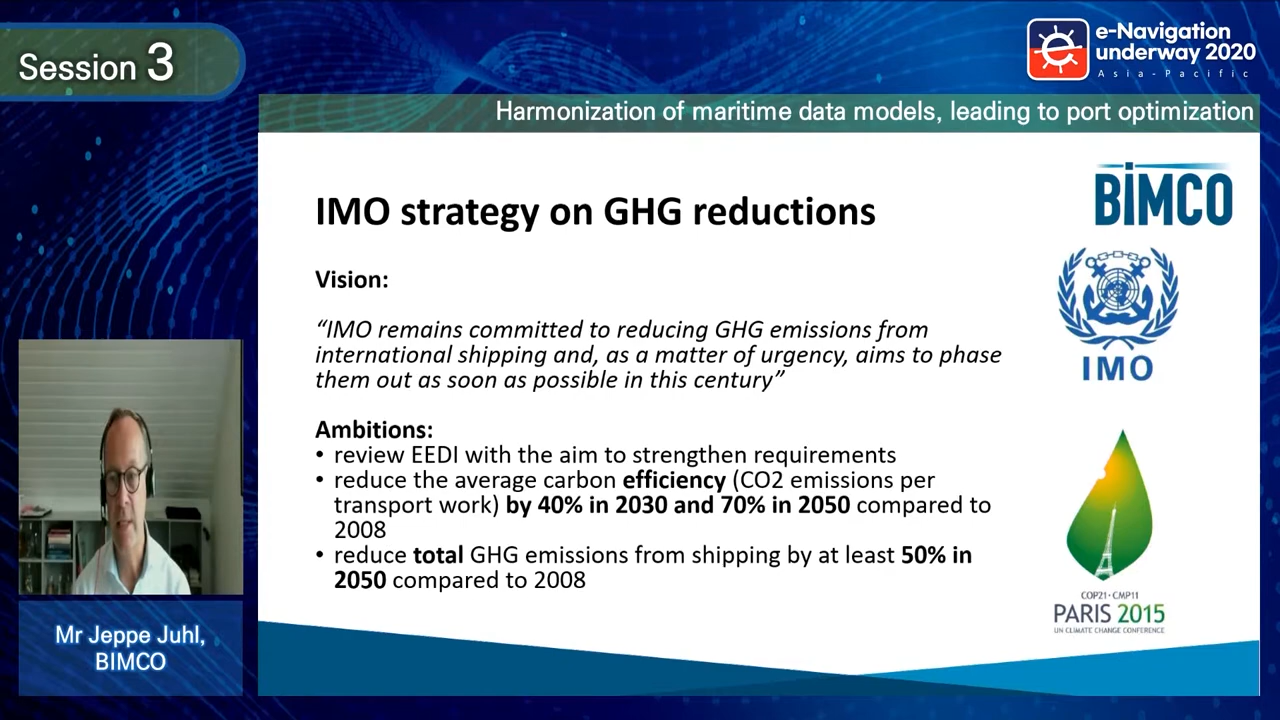 Session 3
e-Navigation
underway 2020
Asia-Pacific
Harmonization of maritime data models, leading to port optimization
BIMCO
IMO strategy on GHG reductions
IMO
Vision:
“IMO remains committed to reducing GHG emissions from
international shipping and, as a matter of urgency, aims to phase
them out as soon as possible in this century”
Ambitions:
• review EEDI with the aim to strengthen requirements
• reduce the average carbon efficiency (CO2 emissions per
transport work) by 40% in 2030 and 70% in 2050 compared to
2008
• reduce total GHG emissions from shipping by at least 50% in
2050 compared to 2008
COP21·CMP11
PARIS 2015
UN CLIMATE CHANGE CONFERENCE
Mr Jeppe Juhl,
BIMCO